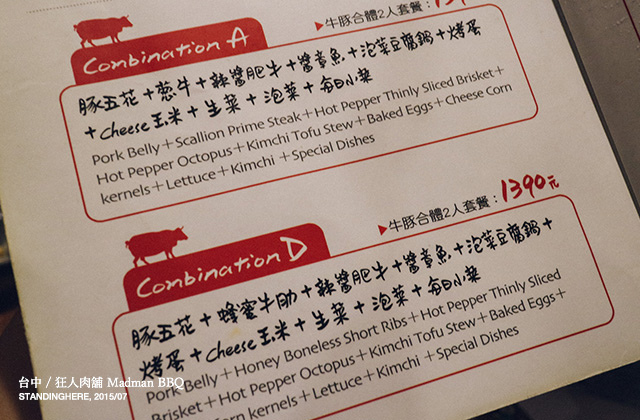 ▶牛豚合體2人套餐:
Combination A
豚五花+蔥牛+辣醬肥牛+醬章魚+泡菜豆腐鍋+烤蛋
+cheese玉米+生菜+泡菜+每日小菜
Pork Belly+Scallion Prime Steak+Hot Pepper Thinly Sliced Brisket+
Hot Pepper Octopus+Kimchi Tofu Stew+Baked Eggs+Cheese Corn
kernels+Lettuce+Kimchi +Special Dishes
▶牛豚合體2人套餐:1390元
Combination D
豚五花+蜂蜜牛肋+辣醬肥牛+醬章魚+泡菜豆腐鍋+
烤蛋+cheese玉米+生菜+泡菜+每日小菜
Pork Belly+Honey Boneless Short Ribs+Hot Pepper Thinly Sliced
Brisket+Hot Pepper Octopus+Kimchi Tofu Stew+Baked Eggs+
Corn kernels+Lettuce+Kimchi +Special Dishes
台中/狂人肉舖 Madman BBQ
STANDINGHERE, 2015/07